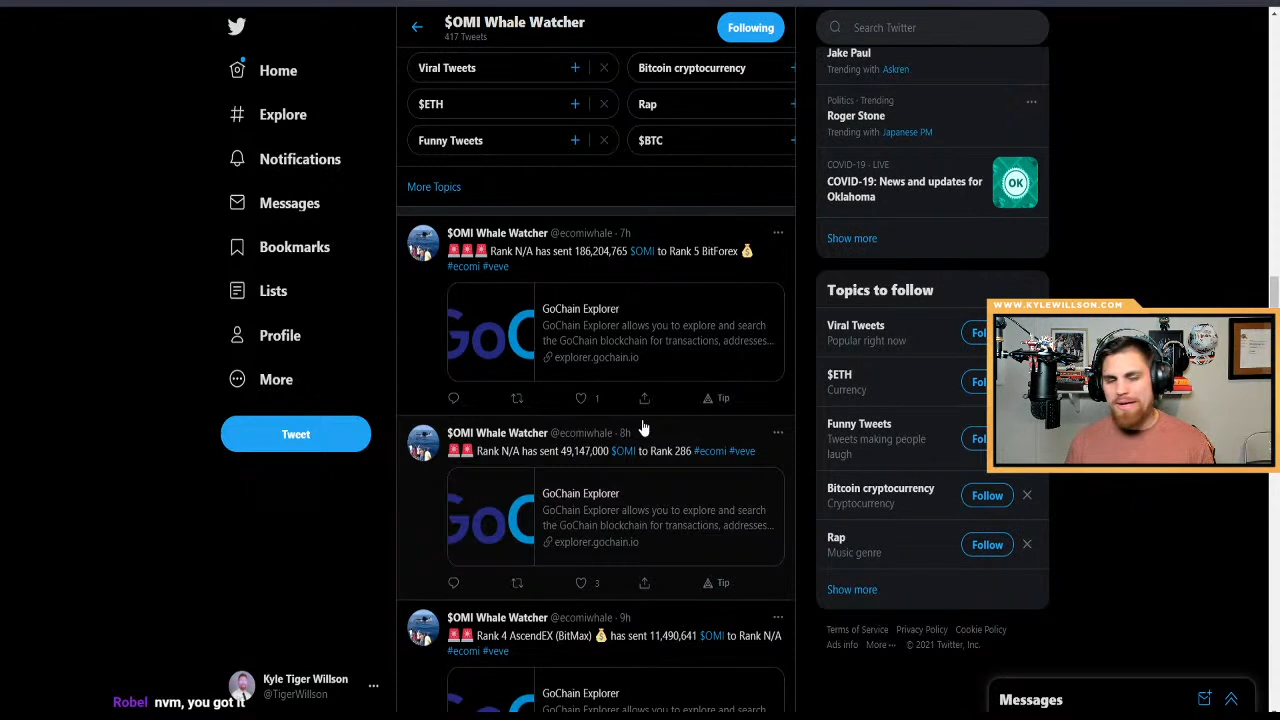 $OMI Whale Watcher
417 Tweets
Following
Search Twitter
Home
Explore
Notifications
Messages
Bookmarks
Lists
Profile
More
Tweet
Kyle Tiger Willson
@TigerWillson
Robel nvm, you got it
Viral Tweets
Bitcoin cryptocurrency
$ETH
Rap
Funny Tweets
$BTC
More Topics
$OMI Whale Watcher @ecomiwhale · 7h
🚨🚨🚨 Rank N/A has sent 186,204,765 $OMI to Rank 5 BitForex 💰
#ecomi #veve
GoC
GoChain Explorer
GoChain Explorer allows you to explore and search
the GoChain blockchain for transactions, addresses...
explorer.gochain.io
1
Tip
$OMI Whale Watcher @ecomiwhale · 8h
🚨🚨 Rank N/A has sent 49,147,000 $OMI to Rank 286 #ecomi #veve
GoC
GoChain Explorer
GoChain Explorer allows you to explore and search
the GoChain blockchain for transactions, addresses...
explorer.gochain.io
3
Tip
$OMI Whale Watcher @ecomiwhale · 9h
🚨🚨 Rank 4 AscendEX (BitMax) 💰 has sent 11,490,641 $OMI to Rank N/A
#ecomi #veve
GoChain Explorer
Jake Paul
Trending with Askren
Politics · Trending
Roger Stone
Trending with Japanese PM
COVID-19 · LIVE
COVID-19: News and updates for
Oklahoma
OK
Show more
Topics to follow
Viral Tweets
Popular right now
Fol
$ETH
Currency
Fol
Funny Tweets
Tweets making people
laugh
Fol
Bitcoin cryptocurrency
Cryptocurrency
Follow
Rap
Music genre
Follow
Show more
Terms of Service Privacy Policy Cookie Policy
Ads info More ··· © 2021 Twitter, Inc.
WWW.KYLEWILLSON.COM
Messages